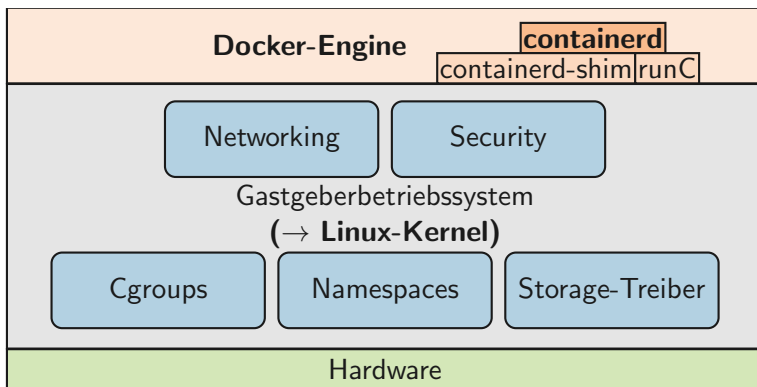 Docker-Engine
containerd
containerd-shim runC
Networking
Security
Gastgeberbetriebssystem
(→ Linux-Kernel)
Cgroups
Namespaces
Storage-Treiber
Hardware